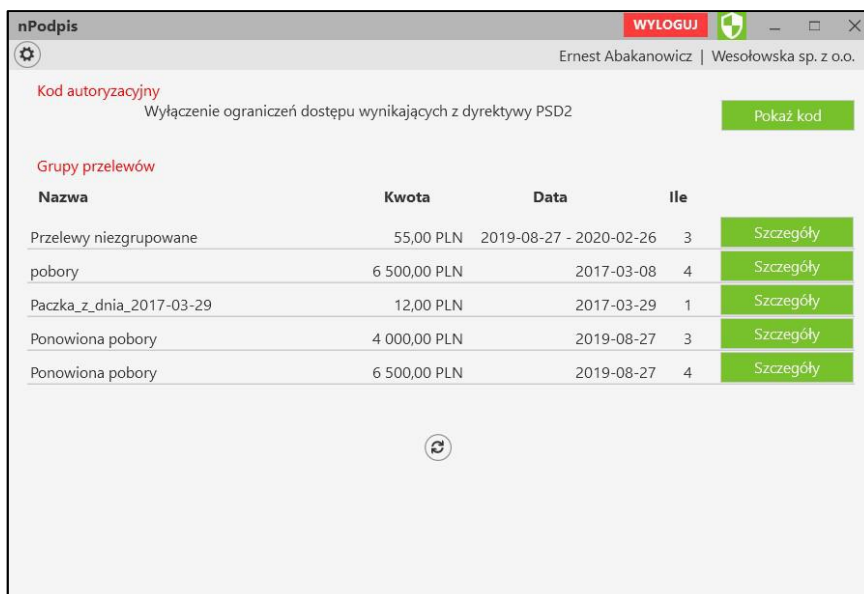 nPodpis WYLOGUJ
Ernest Abakanowicz | Wesołowska sp. z o.o.
Kod autoryzacyjny
Wyłączenie ograniczeń dostępu wynikających z dyrektywy PSD2 Pokaż kod
Grupy przelewów
Nazwa Kwota Data Ile
Przelewy niezgrupowane 55,00 PLN 2019-08-27 - 2020-02-26 3 Szczegóły
pobory 6 500,00 PLN 2017-03-08 4 Szczegóły
Paczka_z_dnia_2017-03-29 12,00 PLN 2017-03-29 1 Szczegóły
Ponowiona pobory 4 000,00 PLN 2019-08-27 3 Szczegóły
Ponowiona pobory 6 500,00 PLN 2019-08-27 4 Szczegóły